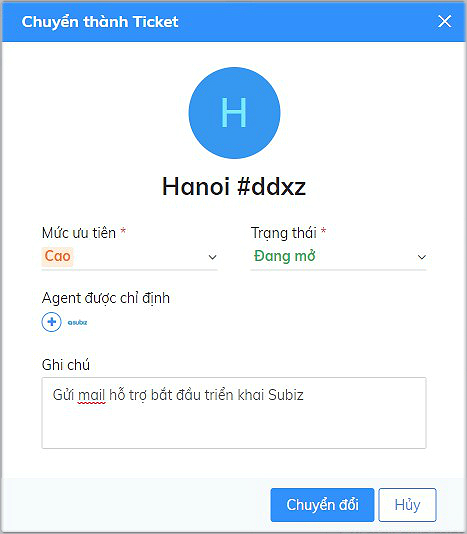 Chuyển thành Ticket
H
Hanoi #ddxz
Mức ưu tiên * Trạng thái *
Cao Đang mở
Agent được chỉ định
subiz
Ghi chú
Gửi mail hỗ trợ bắt đầu triển khai Subiz
Chuyển đổi Hủy